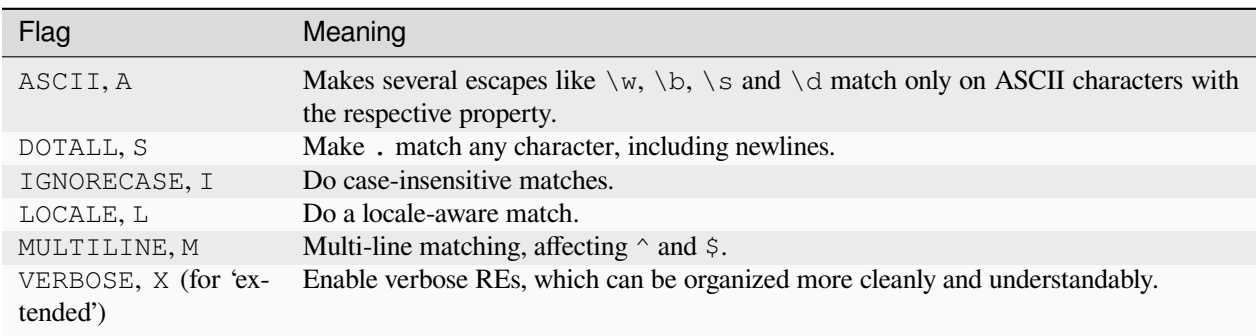 Flag Meaning
ASCII, A Makes several escapes like \w, \b, \s and \d match only on ASCII characters with
the respective property.
DOTALL, S Make . match any character, including newlines.
IGNORECASE, I Do case-insensitive matches.
LOCALE, L Do a locale-aware match.
MULTILINE, M Multi-line matching, affecting ^ and $.
VERBOSE, X (for ‘ex- Enable verbose REs, which can be organized more cleanly and understandably.
tended’)